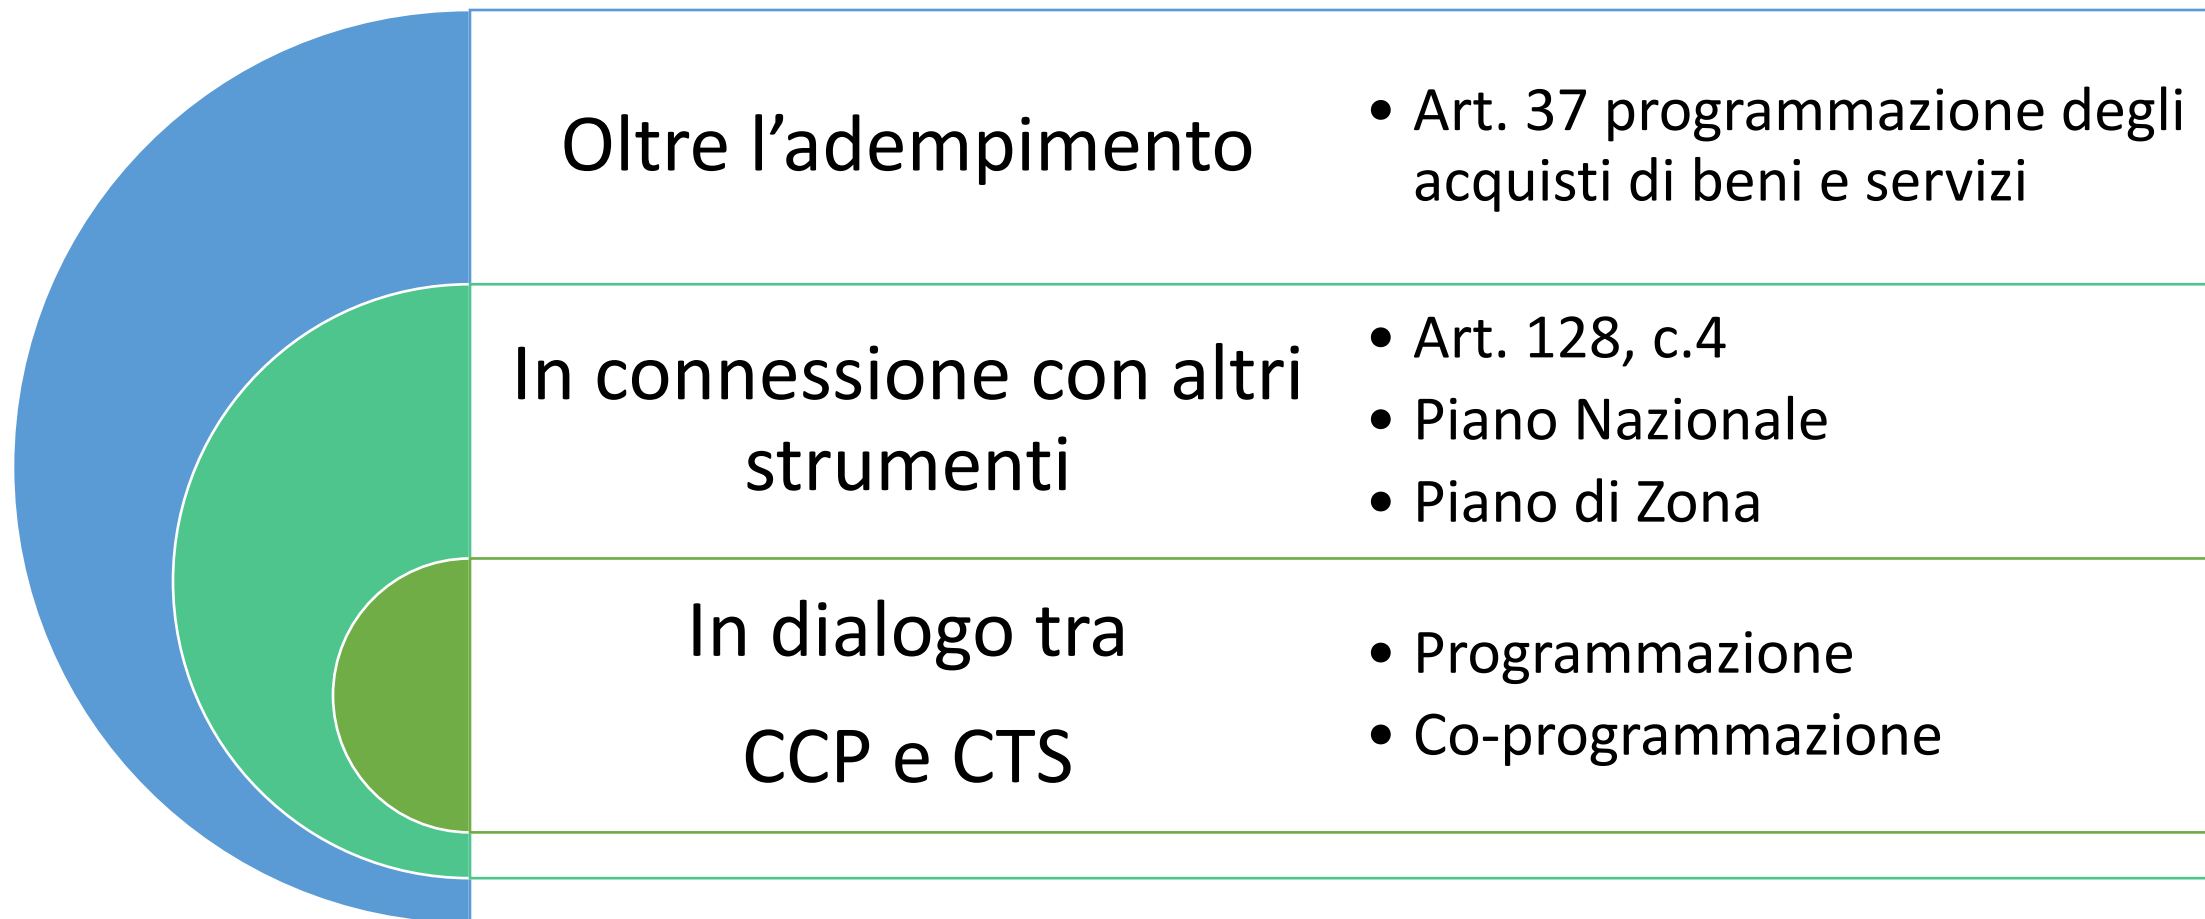 Oltre l’adempimento
• Art. 37 programmazione degli
acquisti di beni e servizi
In connessione con altri
strumenti
• Art. 128, c.4
• Piano Nazionale
• Piano di Zona
In dialogo tra
CCP e CTS
• Programmazione
• Co-programmazione